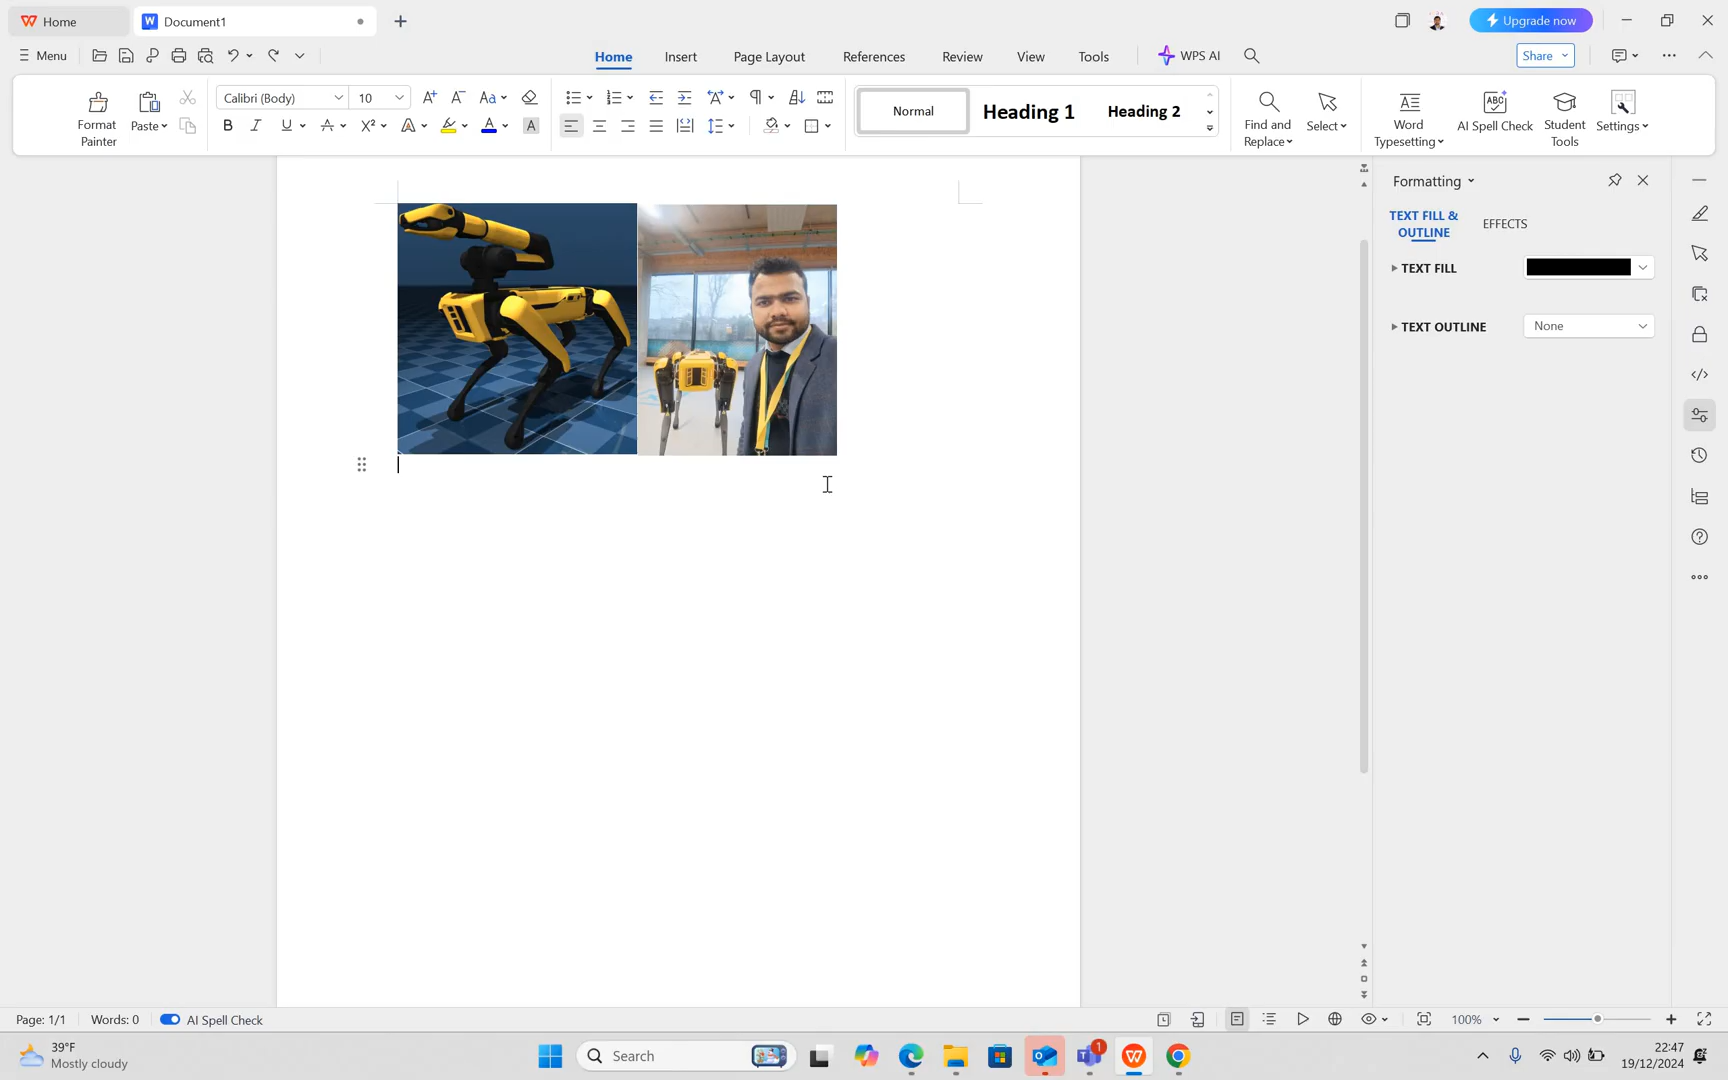 Home
Document1
Upgrade now
Menu
Home
Insert
Page Layout
References
Review
View
Tools
WPS AI
Share
Format
Painter
Paste
Calibri (Body)
10
Normal
Heading 1
Heading 2
Find and
Replace
Select
Word
Typesetting
AI Spell Check
Student
Tools
Settings
Formatting
TEXT FILL &
OUTLINE
EFFECTS
TEXT FILL
TEXT OUTLINE
None
Page: 1/1
Words: 0
AI Spell Check
100%
39°F
Mostly cloudy
Search
1
22:47
19/12/2024